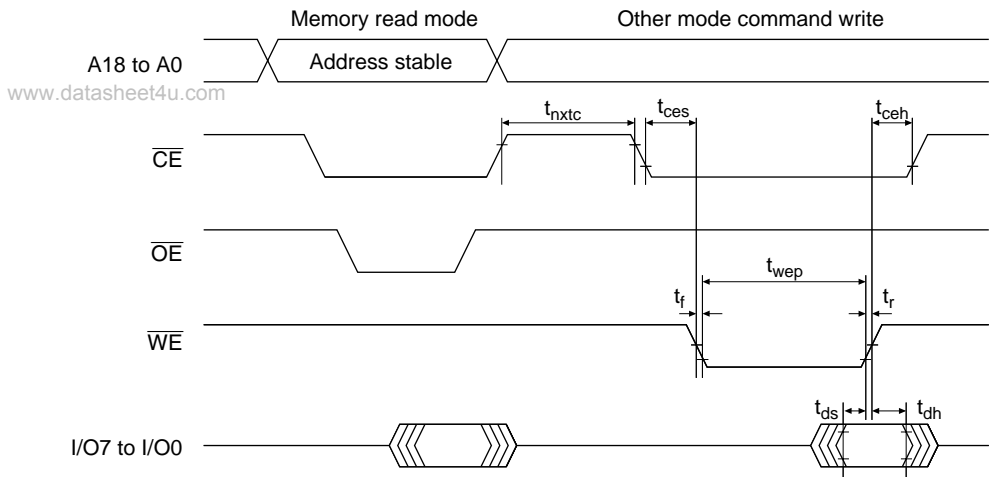 Memory read mode Other mode command write
A18 to A0 Address stable
www.datasheet4u.com
tnxtc tces tceh
CE
OE
twep
tf tr
WE
tds tdh
I/O7 to I/O0